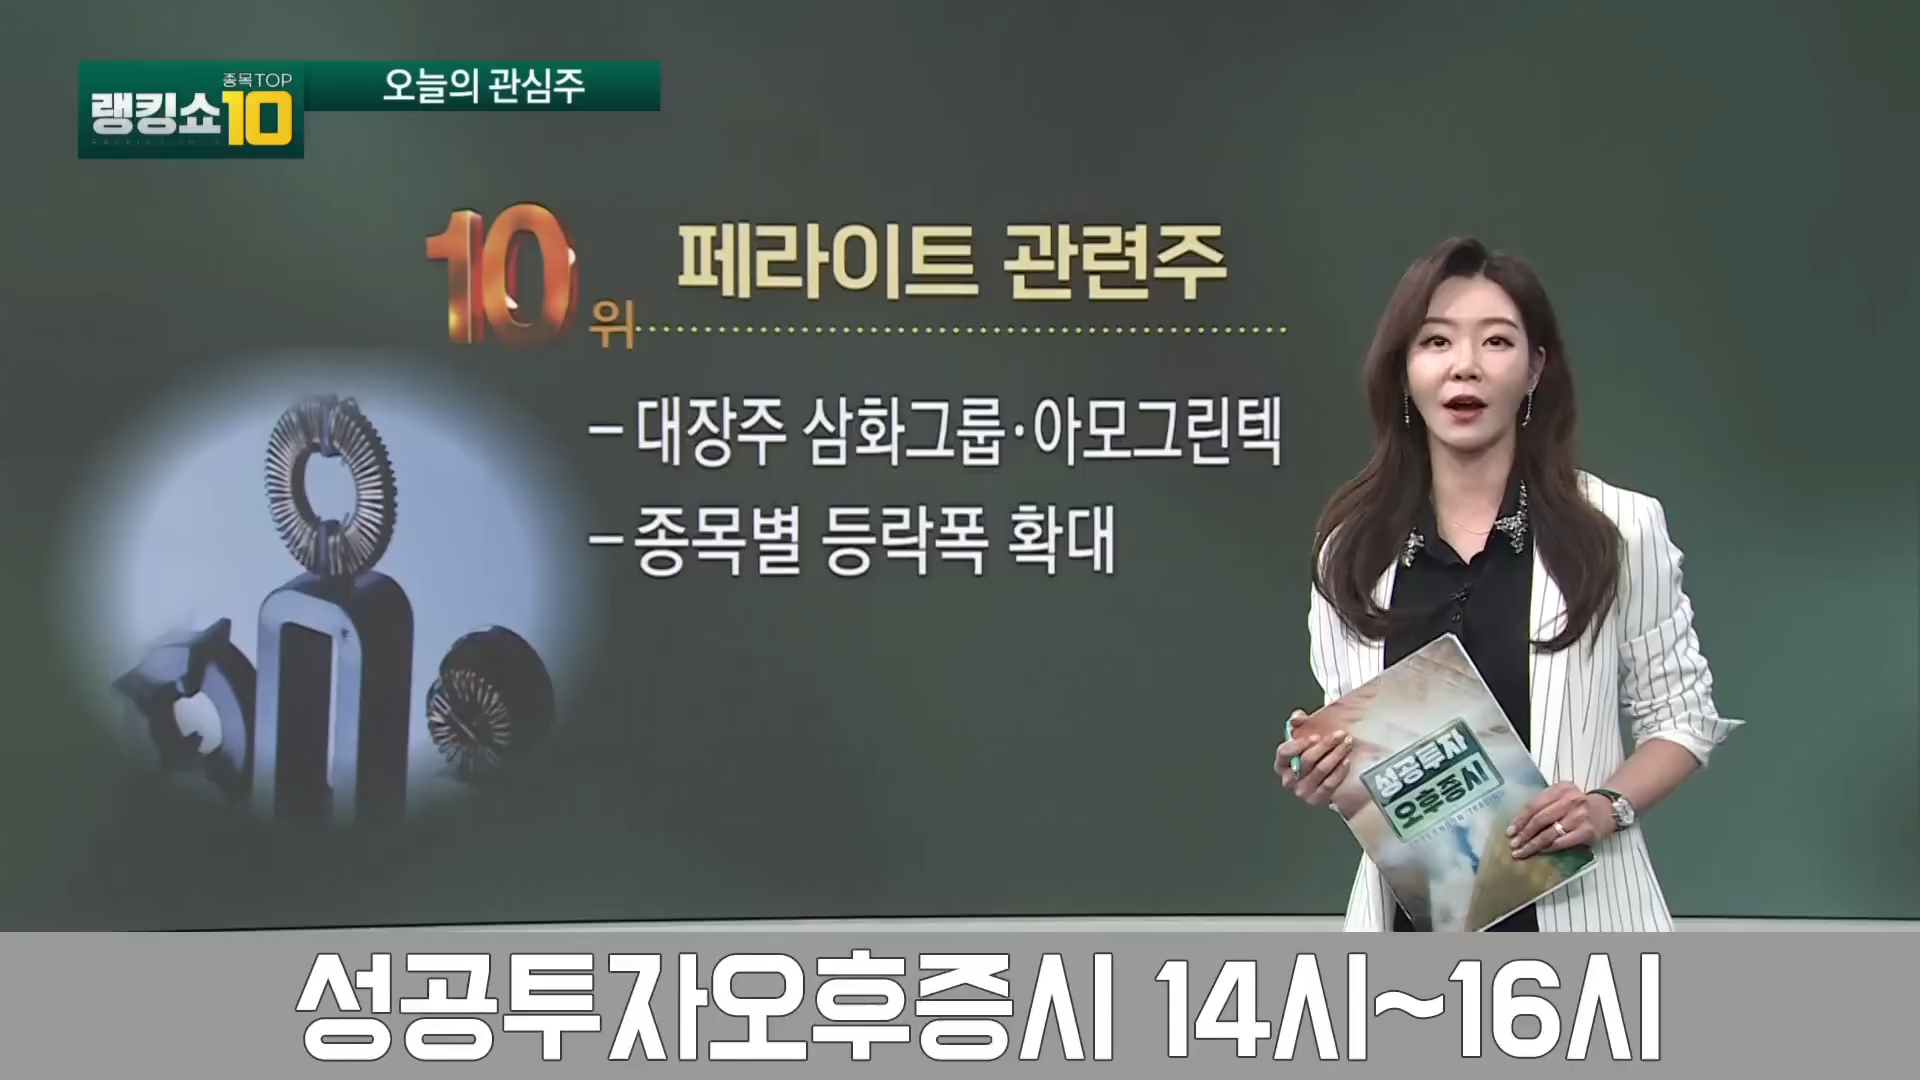 종목TOP
랭킹쇼10
오늘의 관심주
10위
페라이트 관련주
- 대장주 삼화그룹·아모그린텍
- 종목별 등락폭 확대
성공투자
오후증시
성공투자오후증시 14시~16시